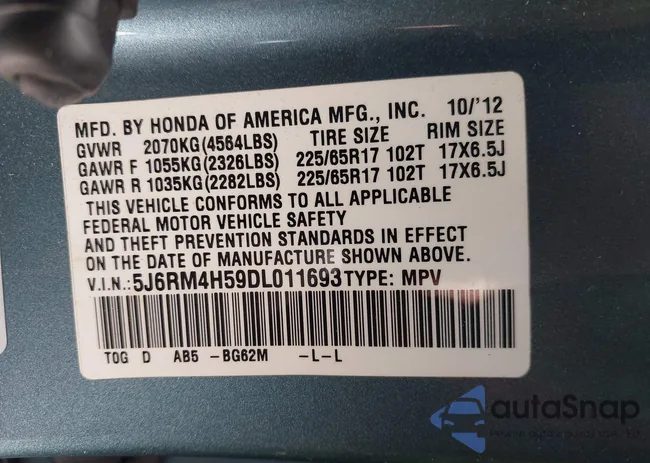 MFD. BY HONDA OF AMERICA MFG., INC. 10/'12
GVWR 2070KG(4564LBS) TIRE SIZE RIM SIZE
GAWR F 1055KG(2326LBS) 225/65R17 102T 17X6.5J
GAWR R 1035KG(2282LBS) 225/65R17 102T 17X6.5J
THIS VEHICLE CONFORMS TO ALL APPLICABLE
FEDERAL MOTOR VEHICLE SAFETY
AND THEFT PREVENTION STANDARDS IN EFFECT
ON THE DATE OF MANUFACTURE SHOWN ABOVE.
V.I.N.:5J6RM4H59DL011693 TYPE: MPV
TOG D AB5 -BG62M -L-L
autaSnap